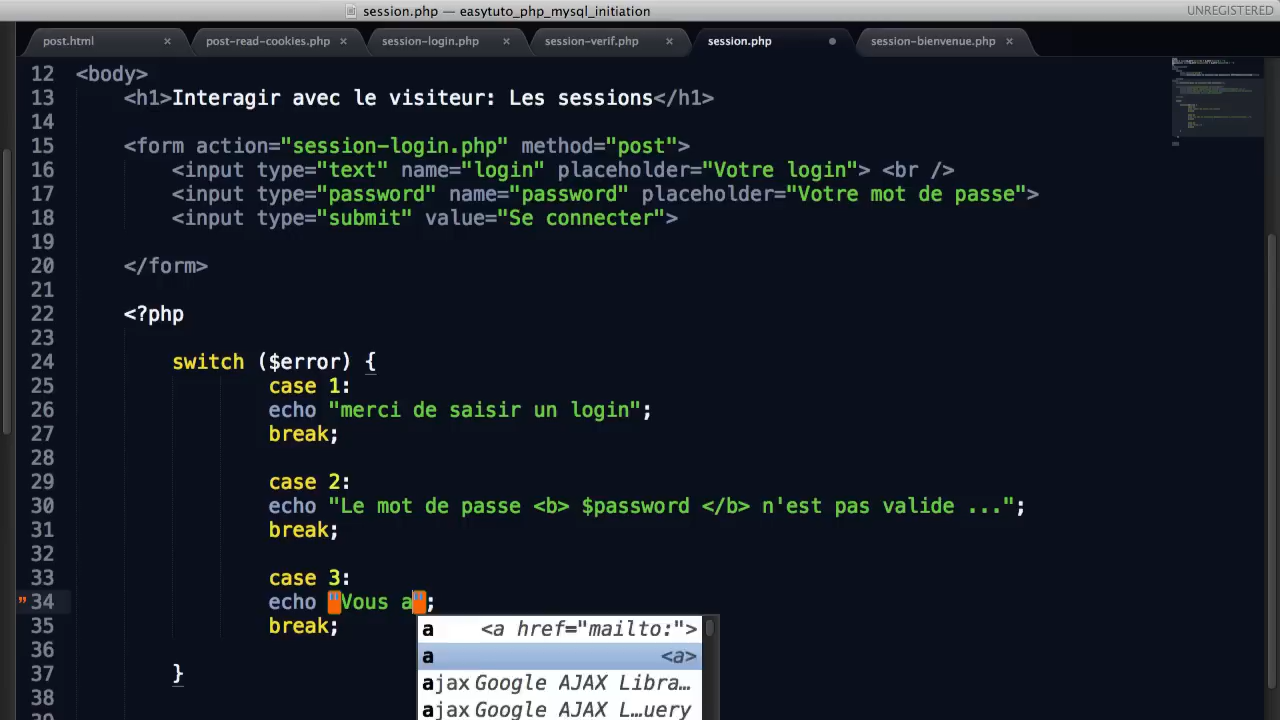 session.php — easytuto_php_mysql_initiation
UNREGISTERED
post.html × post-read-cookies.php × session-login.php × session-verif.php × session.php session-bienvenue.php ×
12 <body>
13 <h1>Interagir avec le visiteur: Les sessions</h1>
14
15 <form action="session-login.php" method="post">
16 <input type="text" name="login" placeholder="Votre login"> <br />
17 <input type="password" name="password" placeholder="Votre mot de passe">
18 <input type="submit" value="Se connecter">
19
20 </form>
21
22 <?php
23
24 switch ($error) {
25 case 1:
26 echo "merci de saisir un login";
27 break;
28
29 case 2:
30 echo "Le mot de passe <b> $password </b> n'est pas valide ...";
31 break;
32
33 case 3:
34 echo "Vous a";
35 break;
36
37 }
38
39
a <a href="mailto:">
a <a>
ajax Google AJAX Libra…
ajax Google AJAX L…uery